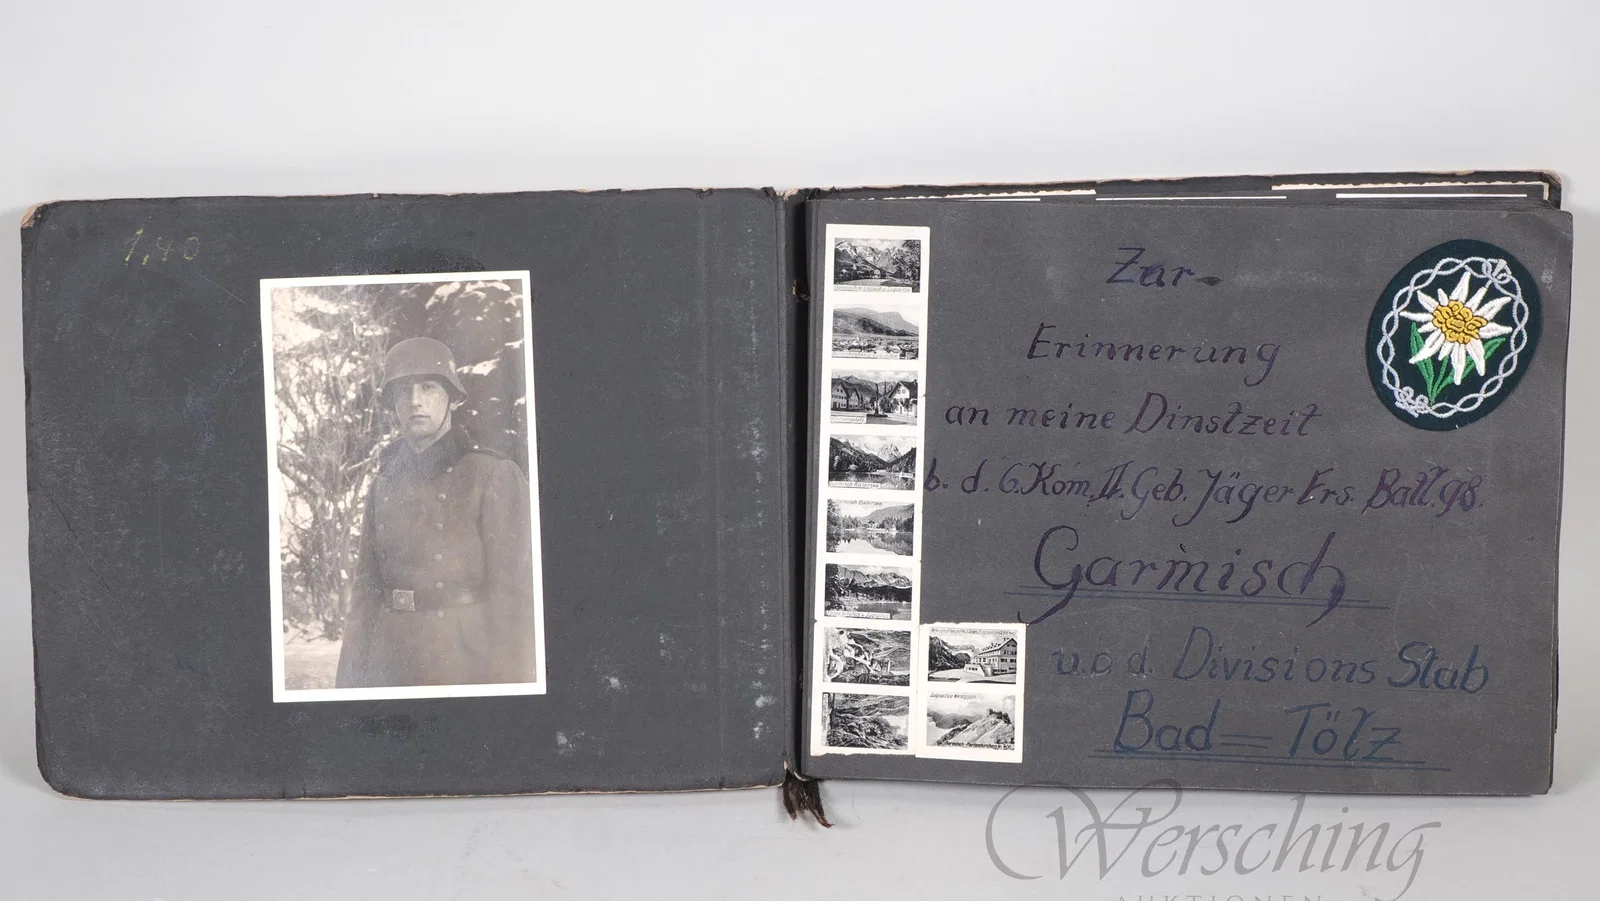 1,40
Zur
Erinnerung
an meine Dinstzeit
b. d. 6. Kom. II. Geb. Jäger Ers. Batl. 98.
Garmisch
u. b d. Divisions Stab
Bad = Tölz
Wersching
AUKTIONEN